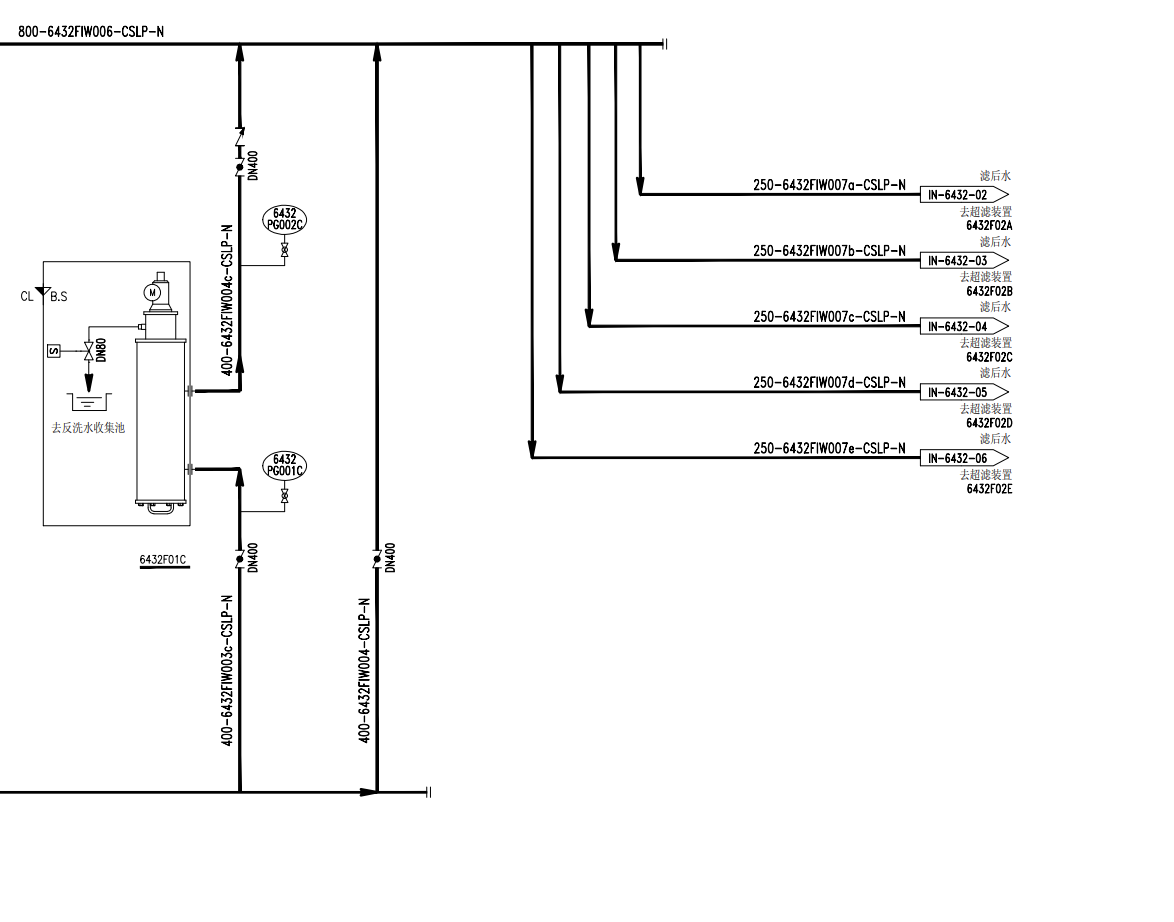 800-6432FIW006-CSLP-N
DN400
400-6432FIW004c-CSLP-N
6432
PG002C
CL
B.S
M
S
DN80
去反洗水收集池
6432
PG001C
6432F01C
DN400
400-6432FIW003c-CSLP-N
DN400
400-6432FIW004-CSLP-N
250-6432FIW007a-CSLP-N
滤后水
IN-6432-02
去超滤装置
6432F02A
250-6432FIW007b-CSLP-N
滤后水
IN-6432-03
去超滤装置
6432F02B
250-6432FIW007c-CSLP-N
滤后水
IN-6432-04
去超滤装置
6432F02C
250-6432FIW007d-CSLP-N
滤后水
IN-6432-05
去超滤装置
6432F02D
250-6432FIW007e-CSLP-N
滤后水
IN-6432-06
去超滤装置
6432F02E